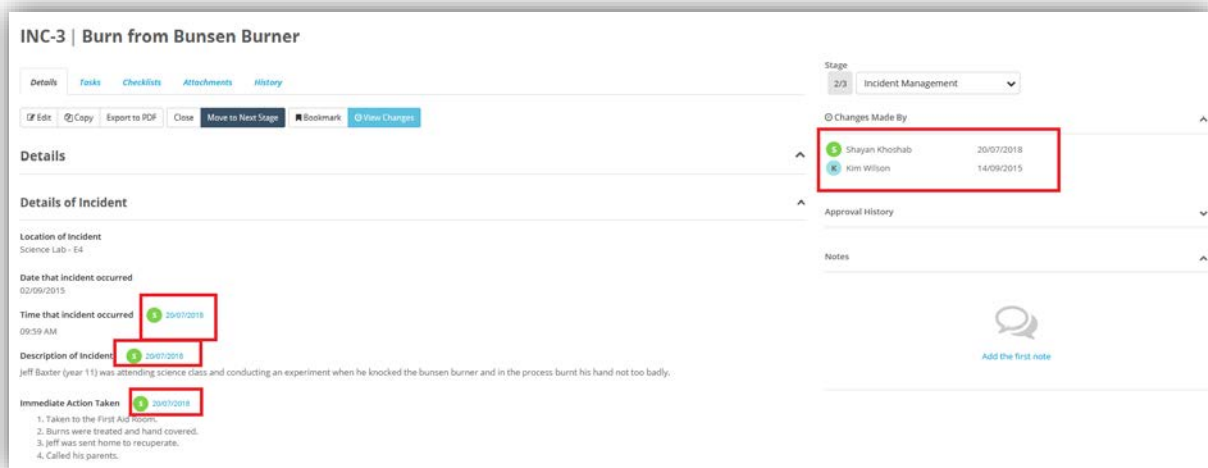 INC-3 | Burn from Bunsen Burner
Details Tasks Checklists Attachments History
Edit Copy Export to PDF Close Move to Next Stage Bookmark View Changes
Details
Details of Incident
Location of Incident
Science Lab - E4
Date that incident occurred
02/09/2015
Time that incident occurred S 20/07/2018
09:59 AM
Description of Incident S 20/07/2018
Jeff Baxter (year 11) was attending science class and conducting an experiment when he knocked the bunsen burner and in the process burnt his hand not too badly.
Immediate Action Taken S 20/07/2018
1. Taken to the First Aid Room.
2. Burns were treated and hand covered.
3. Jeff was sent home to recuperate.
4. Called his parents.
Stage
2/3 Incident Management
Changes Made By
S Shayan Khoshab 20/07/2018
K Kim Wilson 14/09/2015
Approval History
Notes
Add the first note